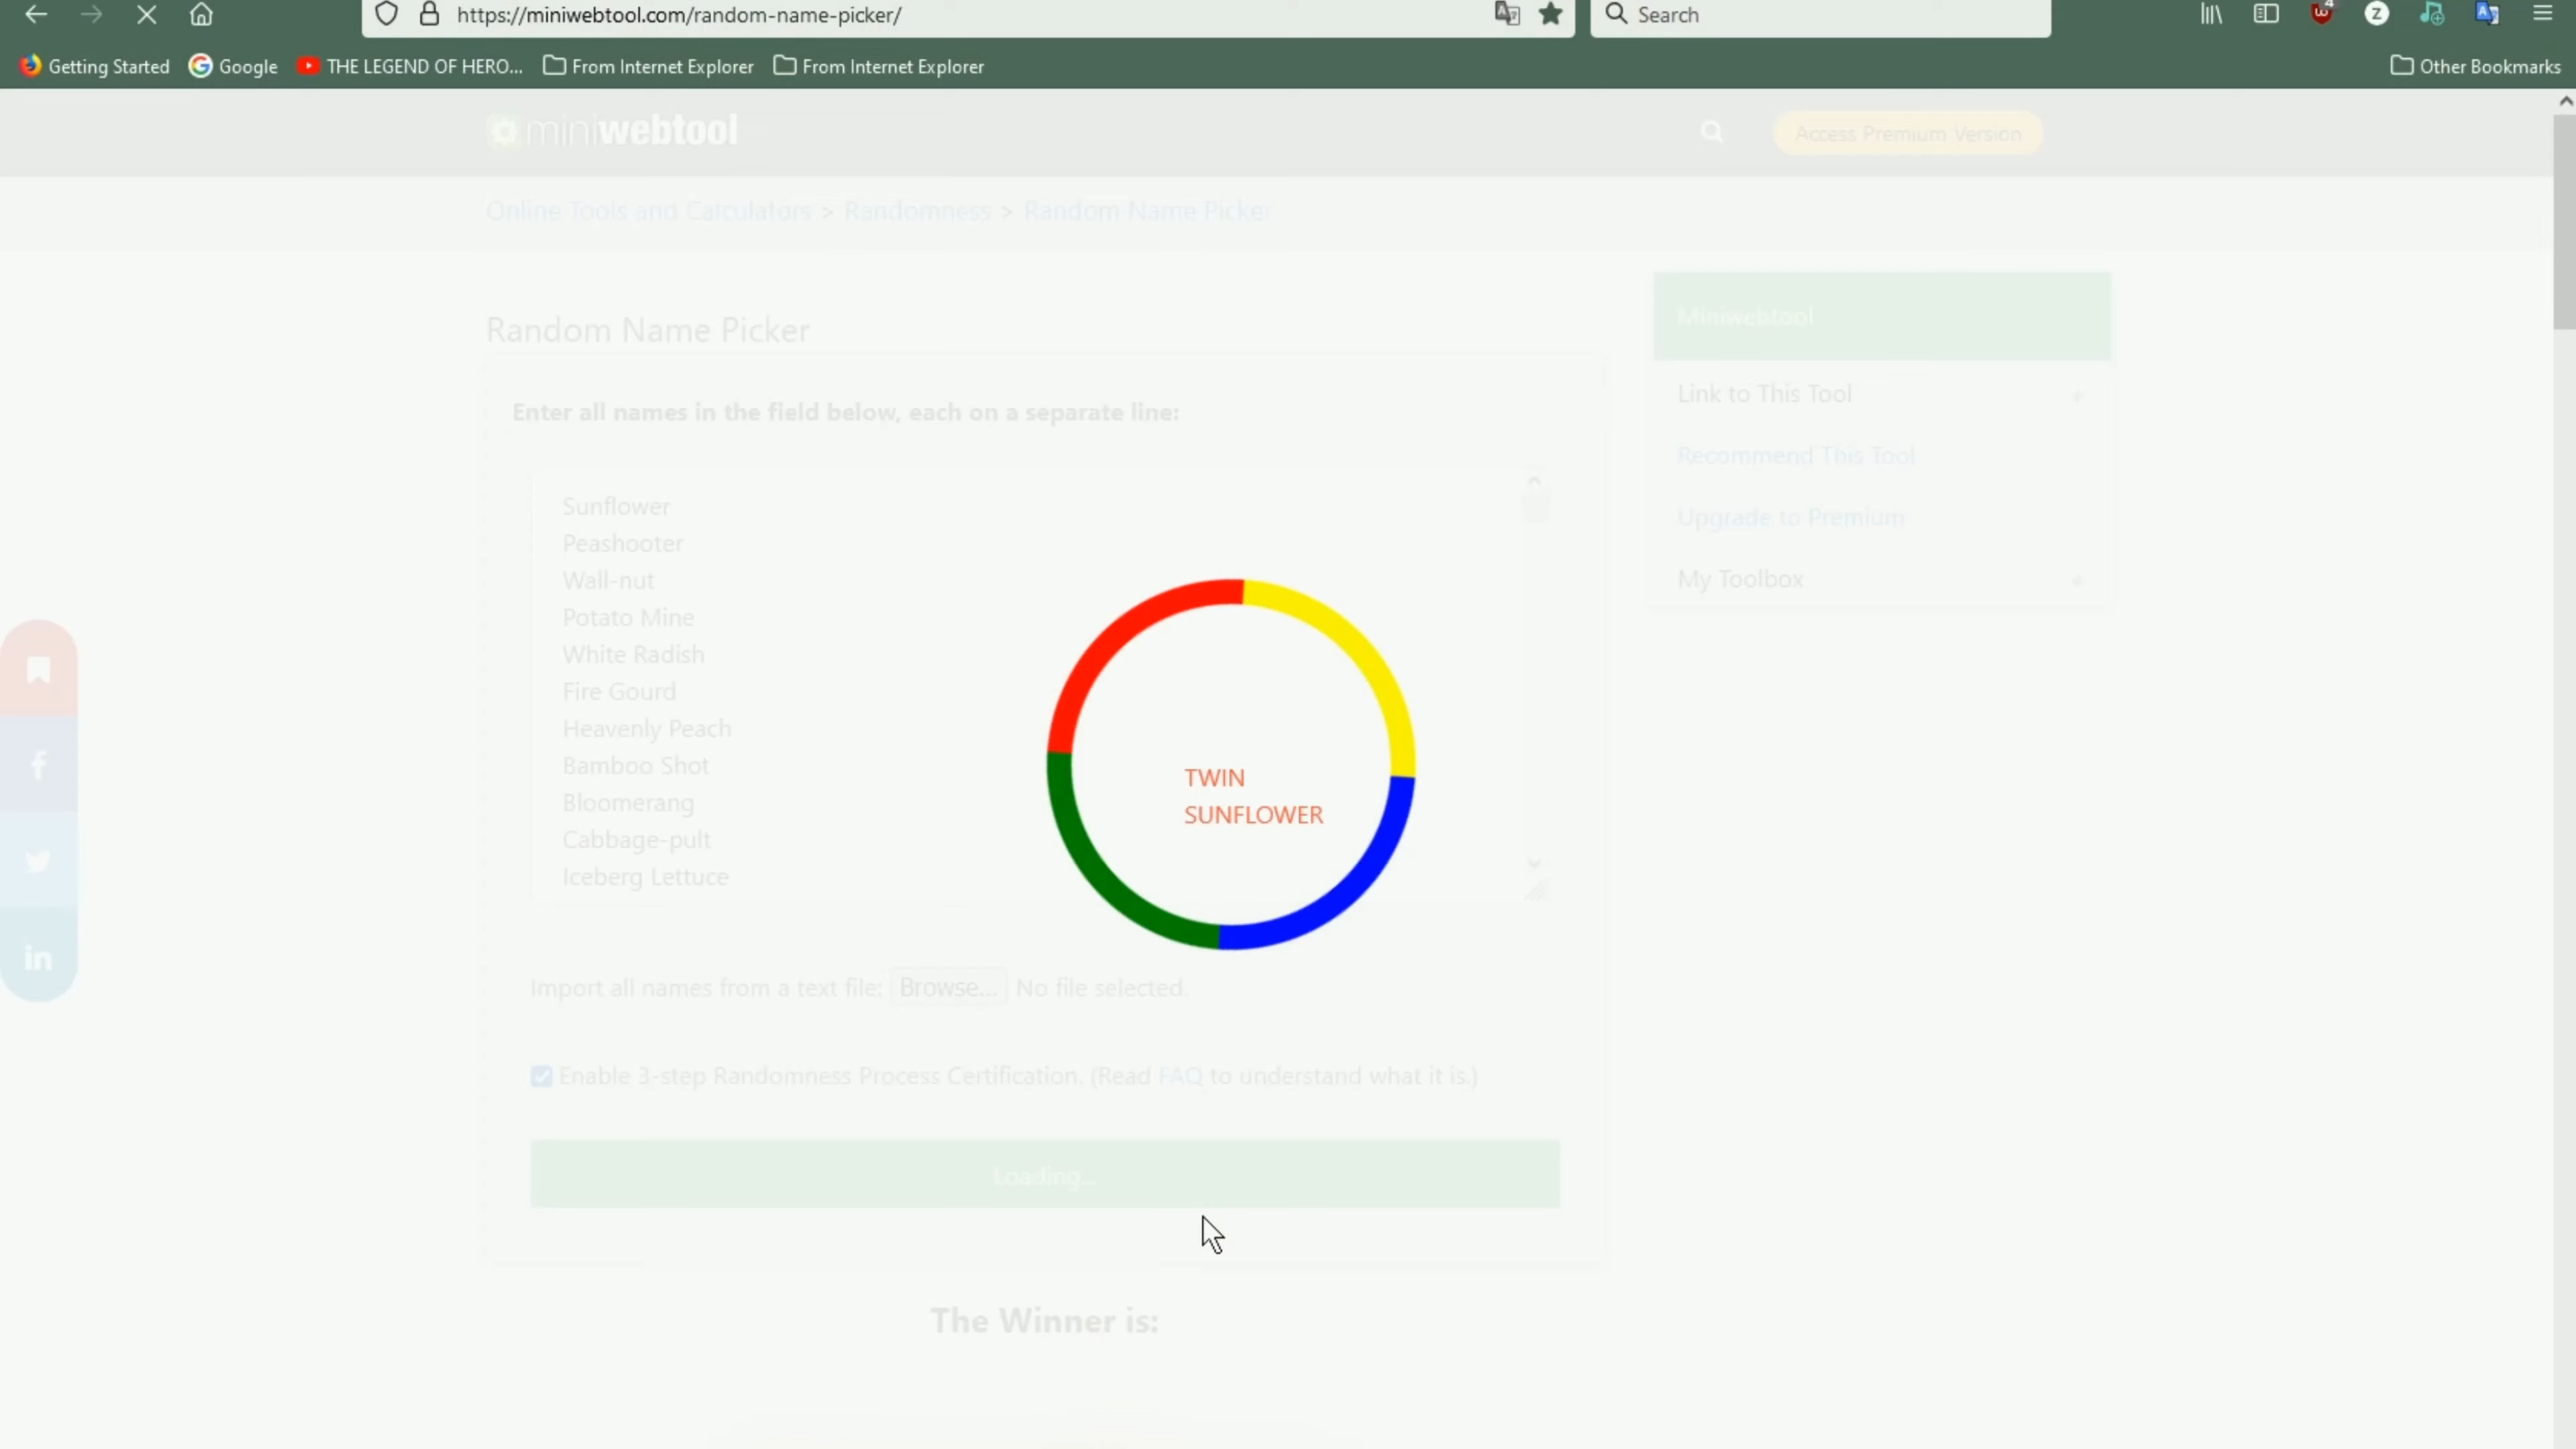 https://miniwebtool.com/random-name-picker/
Search
Getting Started
Google
THE LEGEND OF HERO...
From Internet Explorer
From Internet Explorer
Other Bookmarks
miniwebtool
Access Premium Version
Online Tools and Calculators > Randomness > Random Name Picker
Random Name Picker
Enter all names in the field below, each on a separate line:
Sunflower
Peashooter
Wall-nut
Potato Mine
White Radish
Fire Gourd
Heavenly Peach
Bamboo Shot
Bloomerang
Cabbage-pult
Iceberg Lettuce
TWIN
SUNFLOWER
Import all names from a text file: Browse... No file selected.
Enable 3-step Randomness Process Certification. (Read FAQ to understand what it is.)
Loading...
The Winner is:
Miniwebtool
Link to This Tool
Recommend This Tool
Upgrade to Premium
My Toolbox